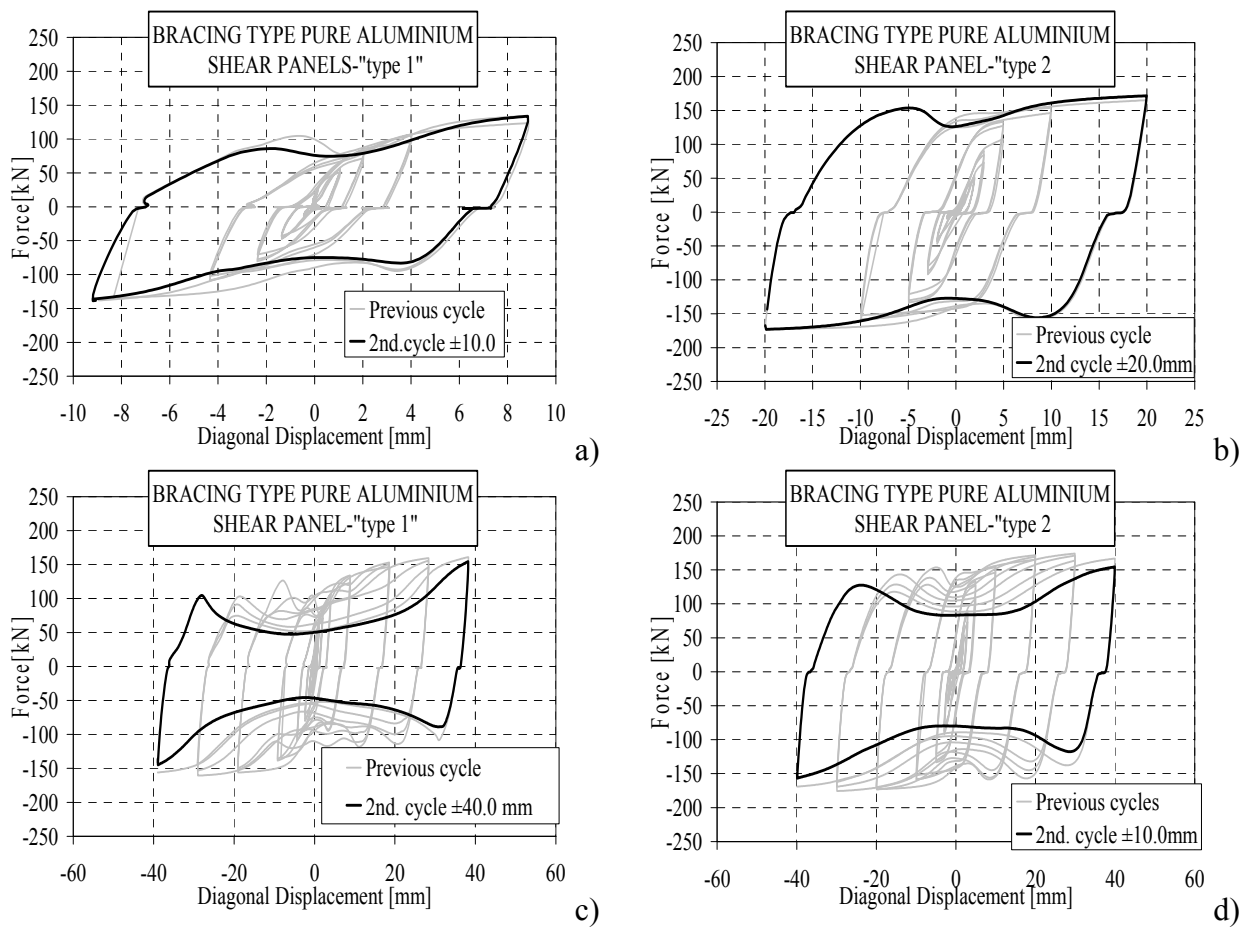 BRACING TYPE PURE ALUMINIUM
SHEAR PANELS-"type 1"
250
200
150
100
50
0
-50
-100
-150
-200
-250
Force[kN]
Previous cycle
2nd.cycle ±10.0
-10 -8 -6 -4 -2 0 2 4 6 8 10
Diagonal Displacement [mm]
a)
BRACING TYPE PURE ALUMINIUM
SHEAR PANEL-"type 2
250
200
150
100
50
0
-50
-100
-150
-200
-250
Force [kN]
Previous cycle
2nd cycle ±20.0mm
-25 -20 -15 -10 -5 0 5 10 15 20 25
Diagonal Displacement [mm]
b)
BRACING TYPE PURE ALUMINIUM
SHEAR PANEL-"type 1"
250
200
150
100
50
0
-50
-100
-150
-200
-250
Force[kN]
Previous cycle
2nd. cycle ±40.0 mm
-60 -40 -20 0 20 40 60
Diagonal Displacement [mm]
c)
BRACING TYPE PURE ALUMINIUM
SHEAR PANEL-"type 2
250
200
150
100
50
0
-50
-100
-150
-200
-250
Force [kN]
Previous cycles
2nd. cycle ±10.0mm
-60 -40 -20 0 20 40 60
Diagonal Displacement [mm]
d)